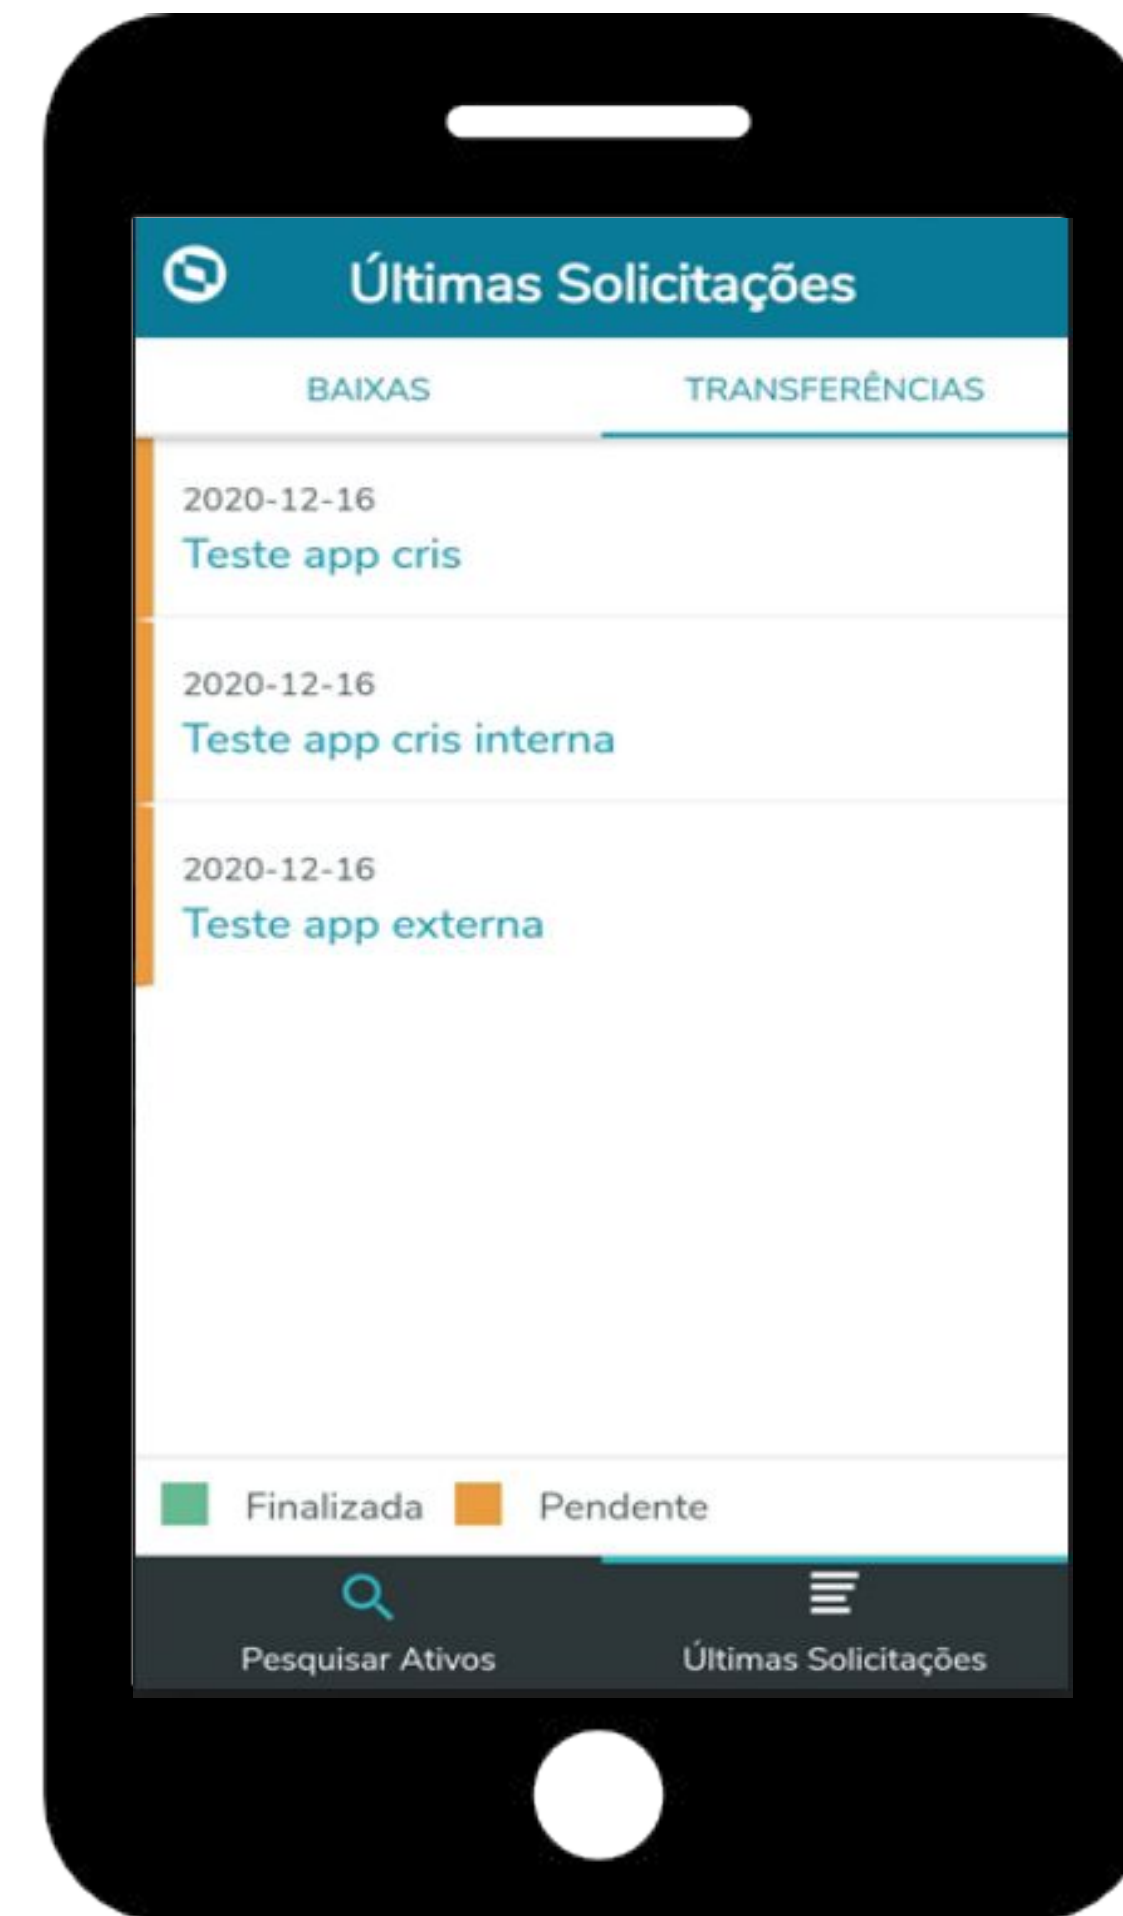 Últimas Solicitações
BAIXAS TRANSFERÊNCIAS
2020-12-16
Teste app cris
2020-12-16
Teste app cris interna
2020-12-16
Teste app externa
Finalizada Pendente
Pesquisar Ativos Últimas Solicitações